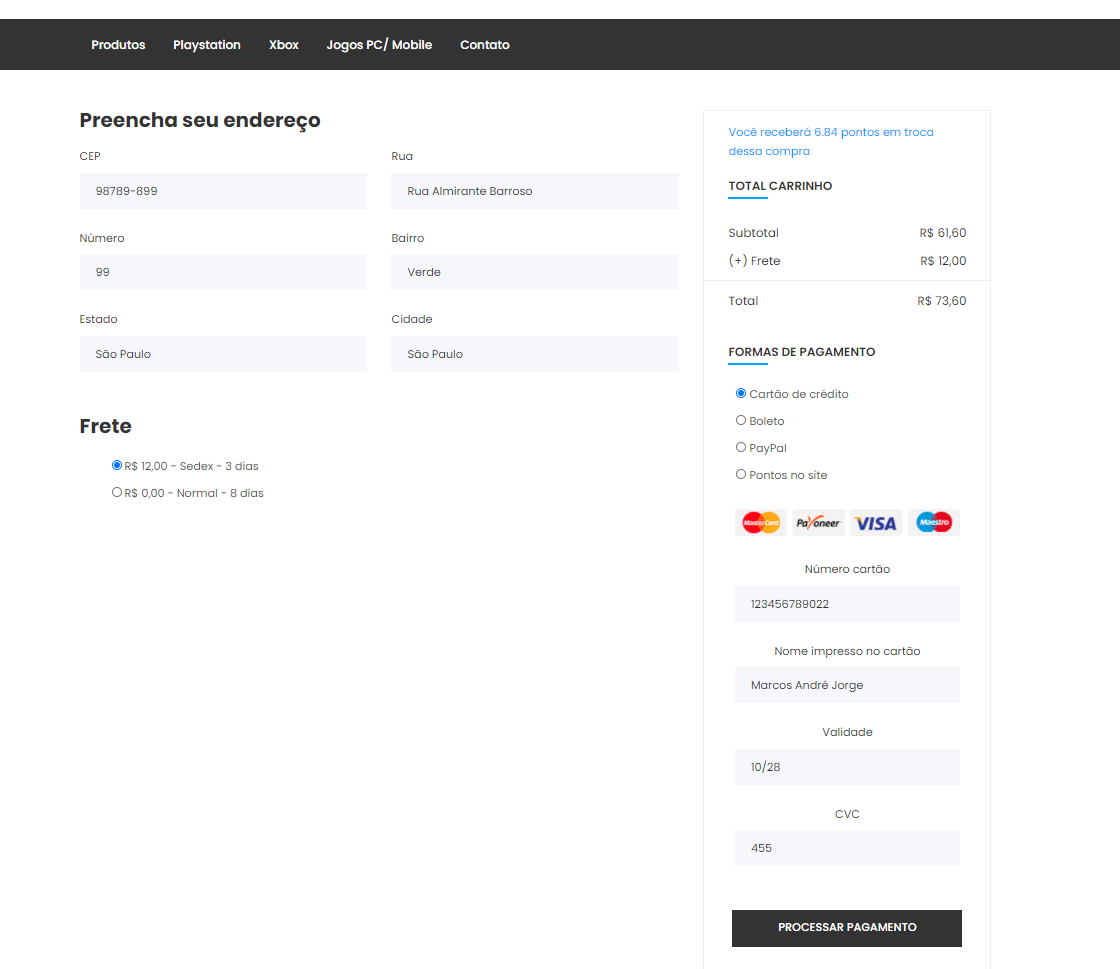 Produtos Playstation Xbox Jogos PC/ Mobile Contato
Preencha seu endereço
CEP Rua
98789-899 Rua Almirante Barroso
Número Bairro
99 Verde
Estado Cidade
São Paulo São Paulo
Frete
R$ 12,00 - Sedex - 3 dias
R$ 0,00 - Normal - 8 dias
Você receberá 6.84 pontos em troca
dessa compra
TOTAL CARRINHO
Subtotal R$ 61,60
(+) Frete R$ 12,00
Total R$ 73,60
FORMAS DE PAGAMENTO
Cartão de crédito
Boleto
PayPal
Pontos no site
MasterCard Payoneer VISA Maestro
Número cartão
123456789022
Nome impresso no cartão
Marcos André Jorge
Validade
10/28
CVC
455
PROCESSAR PAGAMENTO